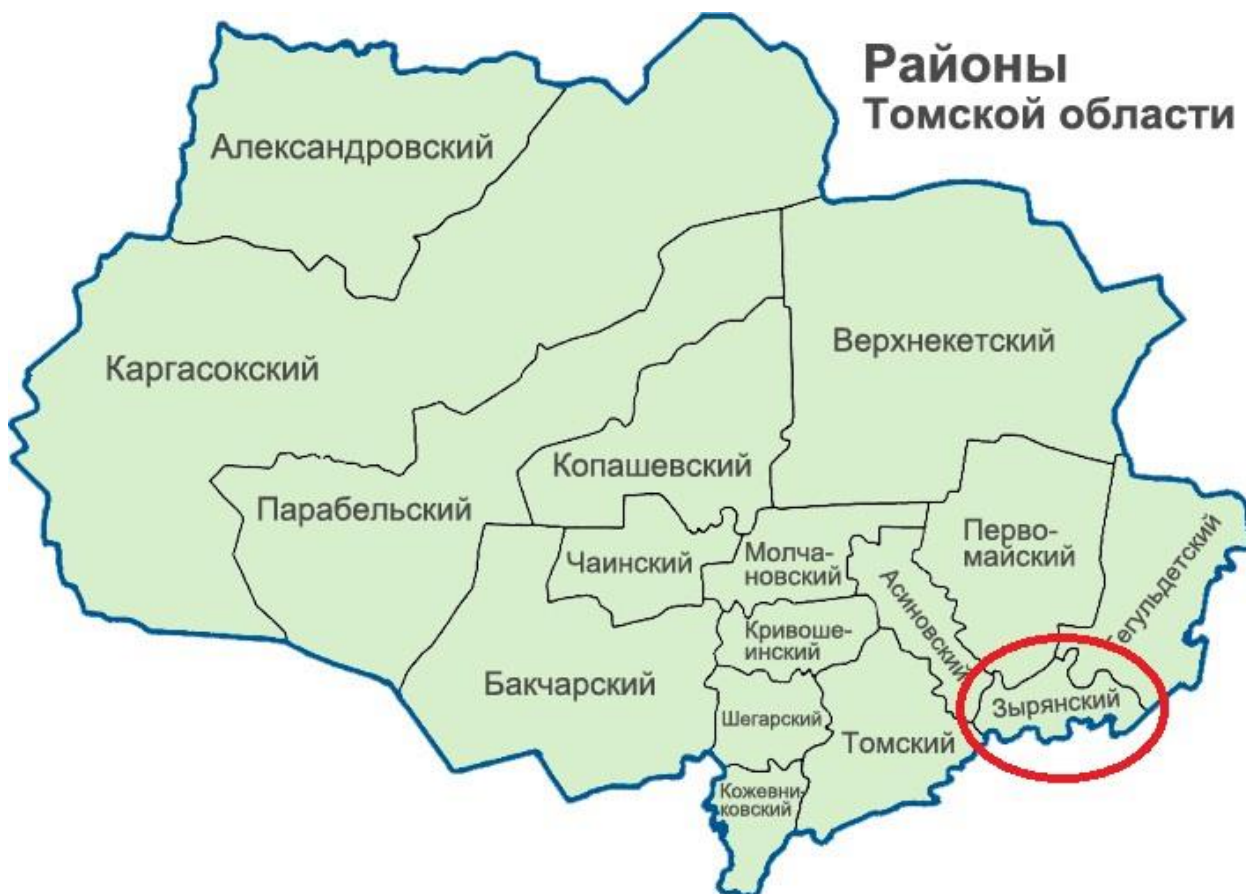 Районы
Томской области
Александровский
Каргасокский
Верхнекетский
Копашевский
Парабельский
Чаинский
Молча-
новский
Перво-
майский
Асиновский
егульдетский
Кривоше-
инский
Бакчарский
Шегарский
Томский
Зырянский
Кожевни-
ковский